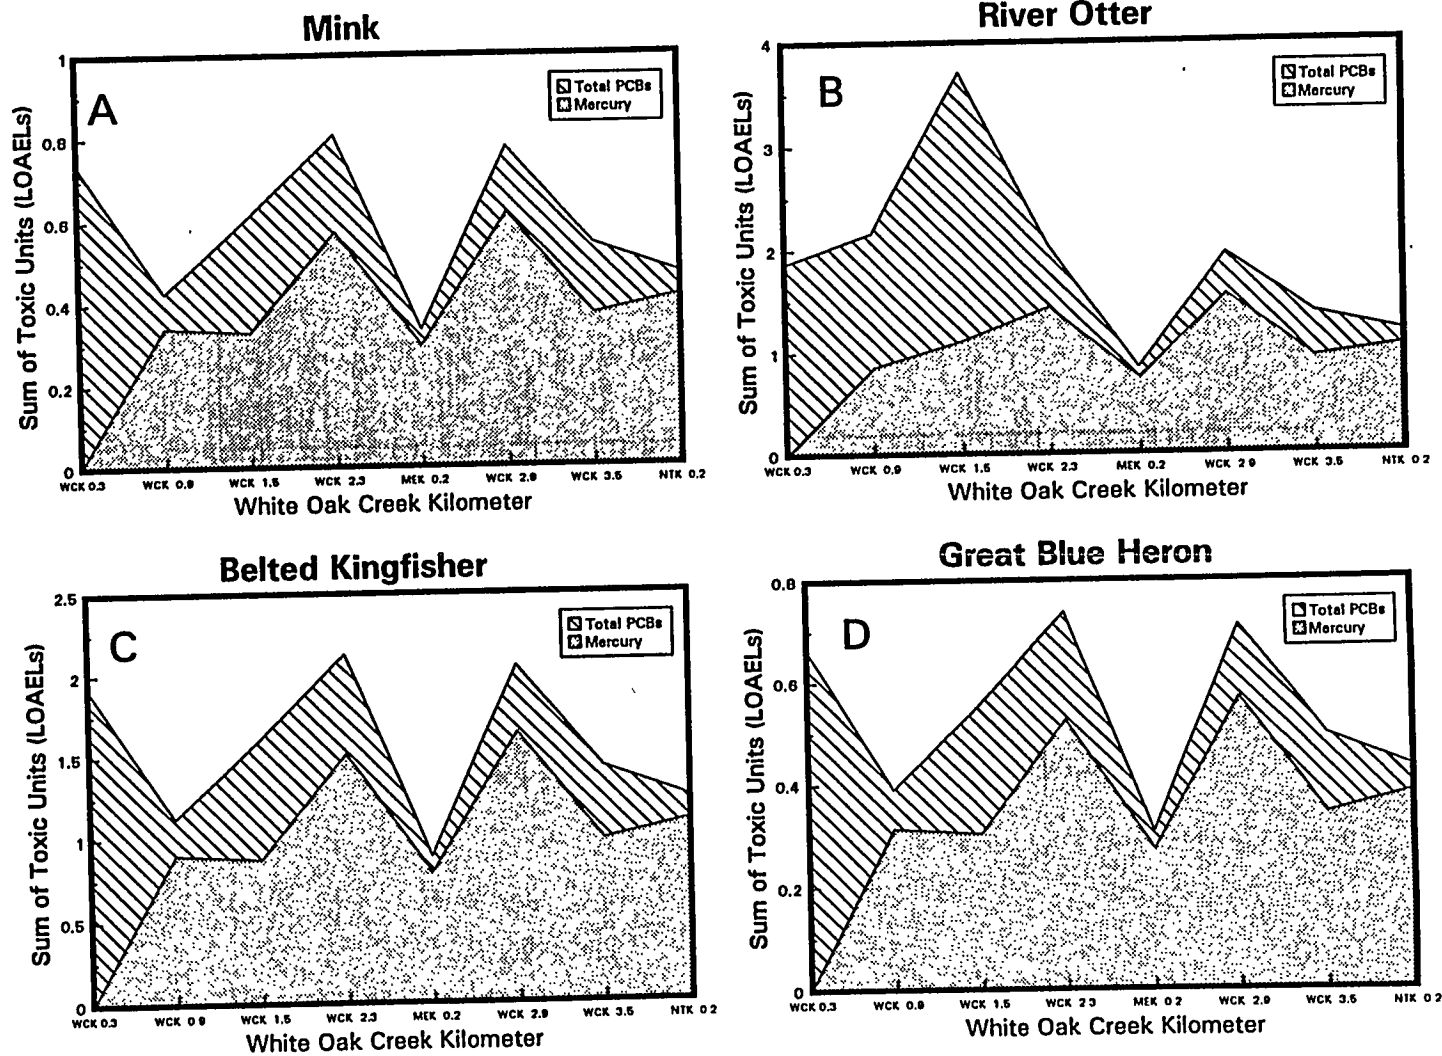 Mink
1
A
Total PCBs
Mercury
0.8
0.6
0.4
0.2
0
Sum of Toxic Units (LOAELs)
WCK 0.3 WCK 0.9 WCK 1.5 WCK 2.3 MEK 0.2 WCK 2.9 WCK 3.5 NTK 0.2
White Oak Creek Kilometer
River Otter
4
B
Total PCBs
Mercury
3
2
1
0
Sum of Toxic Units (LOAELs)
WCK 0.3 WCK 0.9 WCK 1.5 WCK 2.3 MEK 0.2 WCK 2 9 WCK 3.5 NTK 0.2
White Oak Creek Kilometer
Belted Kingfisher
2.5
C
Total PCBs
Mercury
2
1.5
1
0.5
0
Sum of Toxic Units (LOAELs)
WCK 0.3 WCK 0 9 WCK 1.5 WCK 2.3 MEK 0.2 WCK 2.9 WCK 3.5 NTK 0 2
White Oak Creek Kilometer
Great Blue Heron
0.8
D
Total PCBs
Mercury
0.6
0.4
0.2
0
Sum of Toxic Units (LOAELs)
WCK 0.3 WCK 0.9 WCK 1.5 WCK 2 3 MEK 0 2 WCK 2.9 WCK 3.5 NTK 0 2
White Oak Creek Kilometer